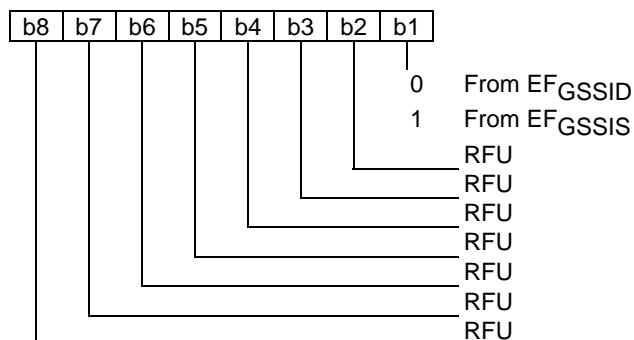 b8 b7 b6 b5 b4 b3 b2 b1
0 From EFGSSID
1 From EFGSSIS
RFU
RFU
RFU
RFU
RFU
RFU
RFU